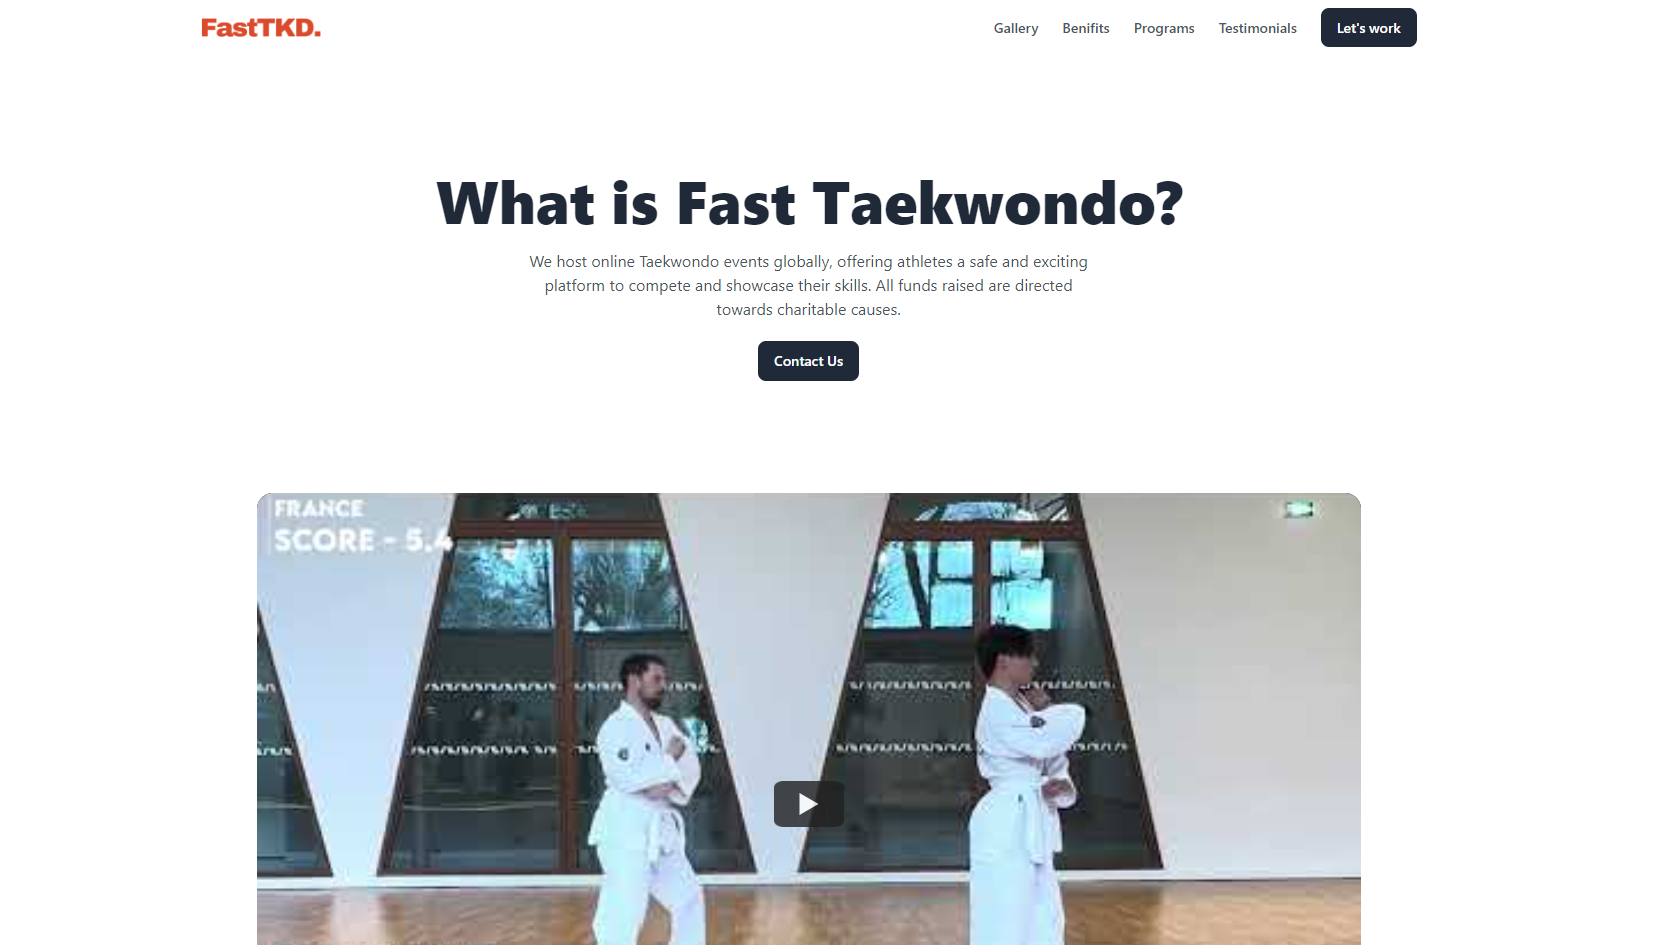 FastTKD.
Gallery
Benifits
Programs
Testimonials
Let's work
What is Fast Taekwondo?
We host online Taekwondo events globally, offering athletes a safe and exciting
platform to compete and showcase their skills. All funds raised are directed
towards charitable causes.
Contact Us
FRANCE
SCORE - 5.4